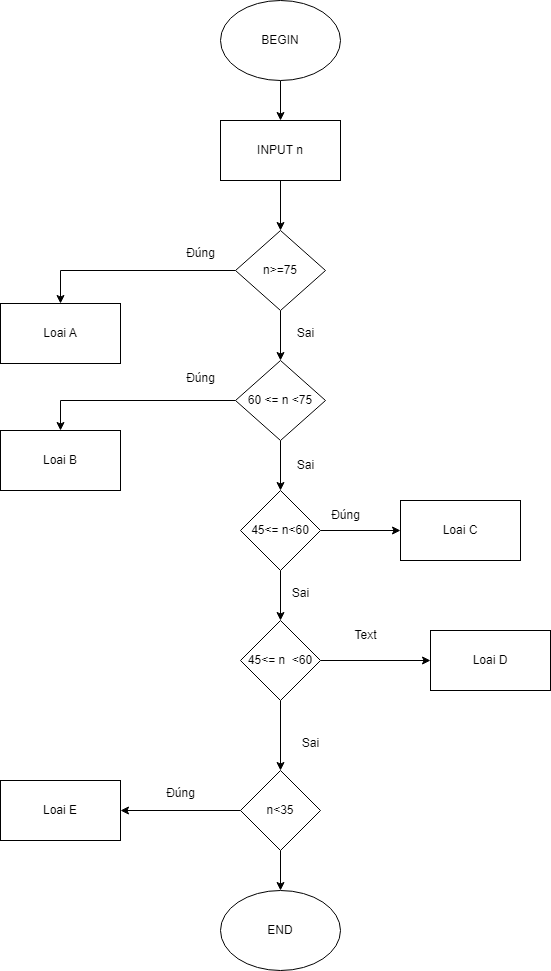 BEGIN
INPUT n
Đúng
n>=75
Loai A
Sai
Đúng
60 <= n <75
Loai B
Sai
45<= n<60
Đúng
Loai C
Sai
Text
45<= n <60
Loai D
Sai
Đúng
n<35
Loai E
END